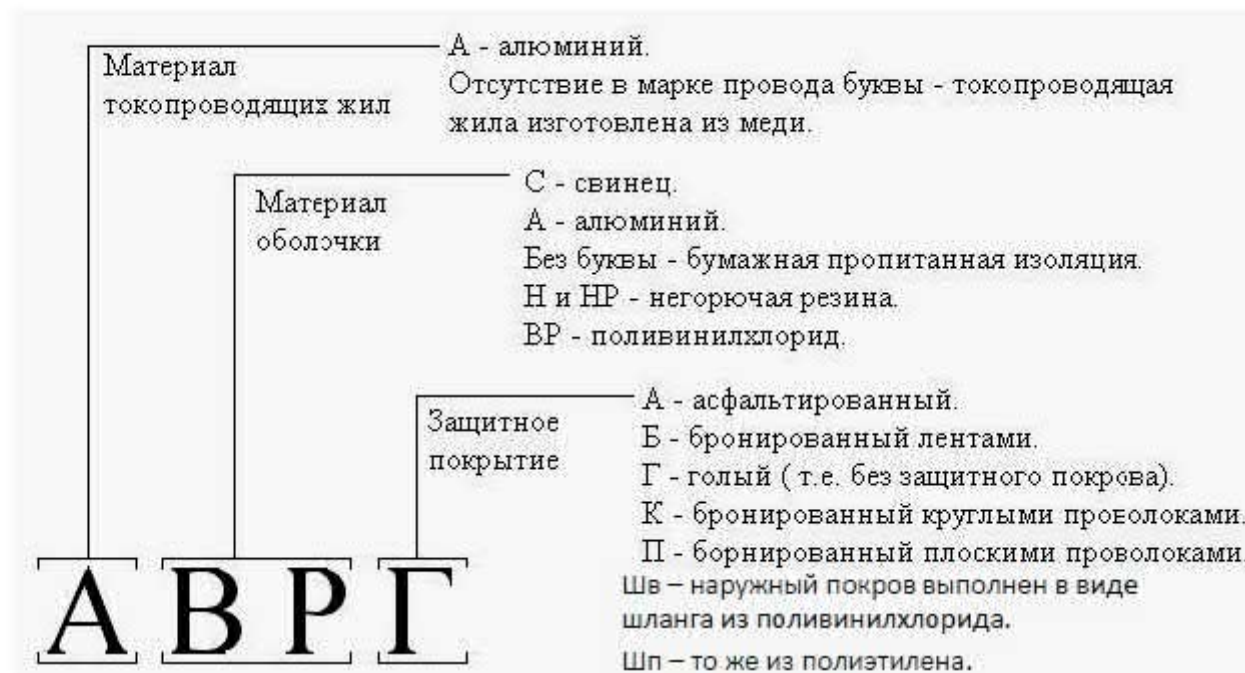 А - алюминий.
Материал
токопроводящих жил
Отсутствие в марке провода буквы - токопроводящая
жила изготовлена из меди.
С - свинец.
Материал
оболочки
А - алюминий.
Без буквы - бумажная пропитанная изоляция.
Н и НР - негорючая резина.
ВР - поливинилхлорид.
А - асфальтированный.
Защитное
покрытие
Б - бронированный лентами.
Г - голый ( т.е. без защитного покрова).
К - бронированный круглыми проволоками.
П - борнированный плоскими проволоками.
Шв – наружный покров выполнен в виде
шланга из поливинилхлорида.
Шп – то же из полиэтилена.
А ВР Г